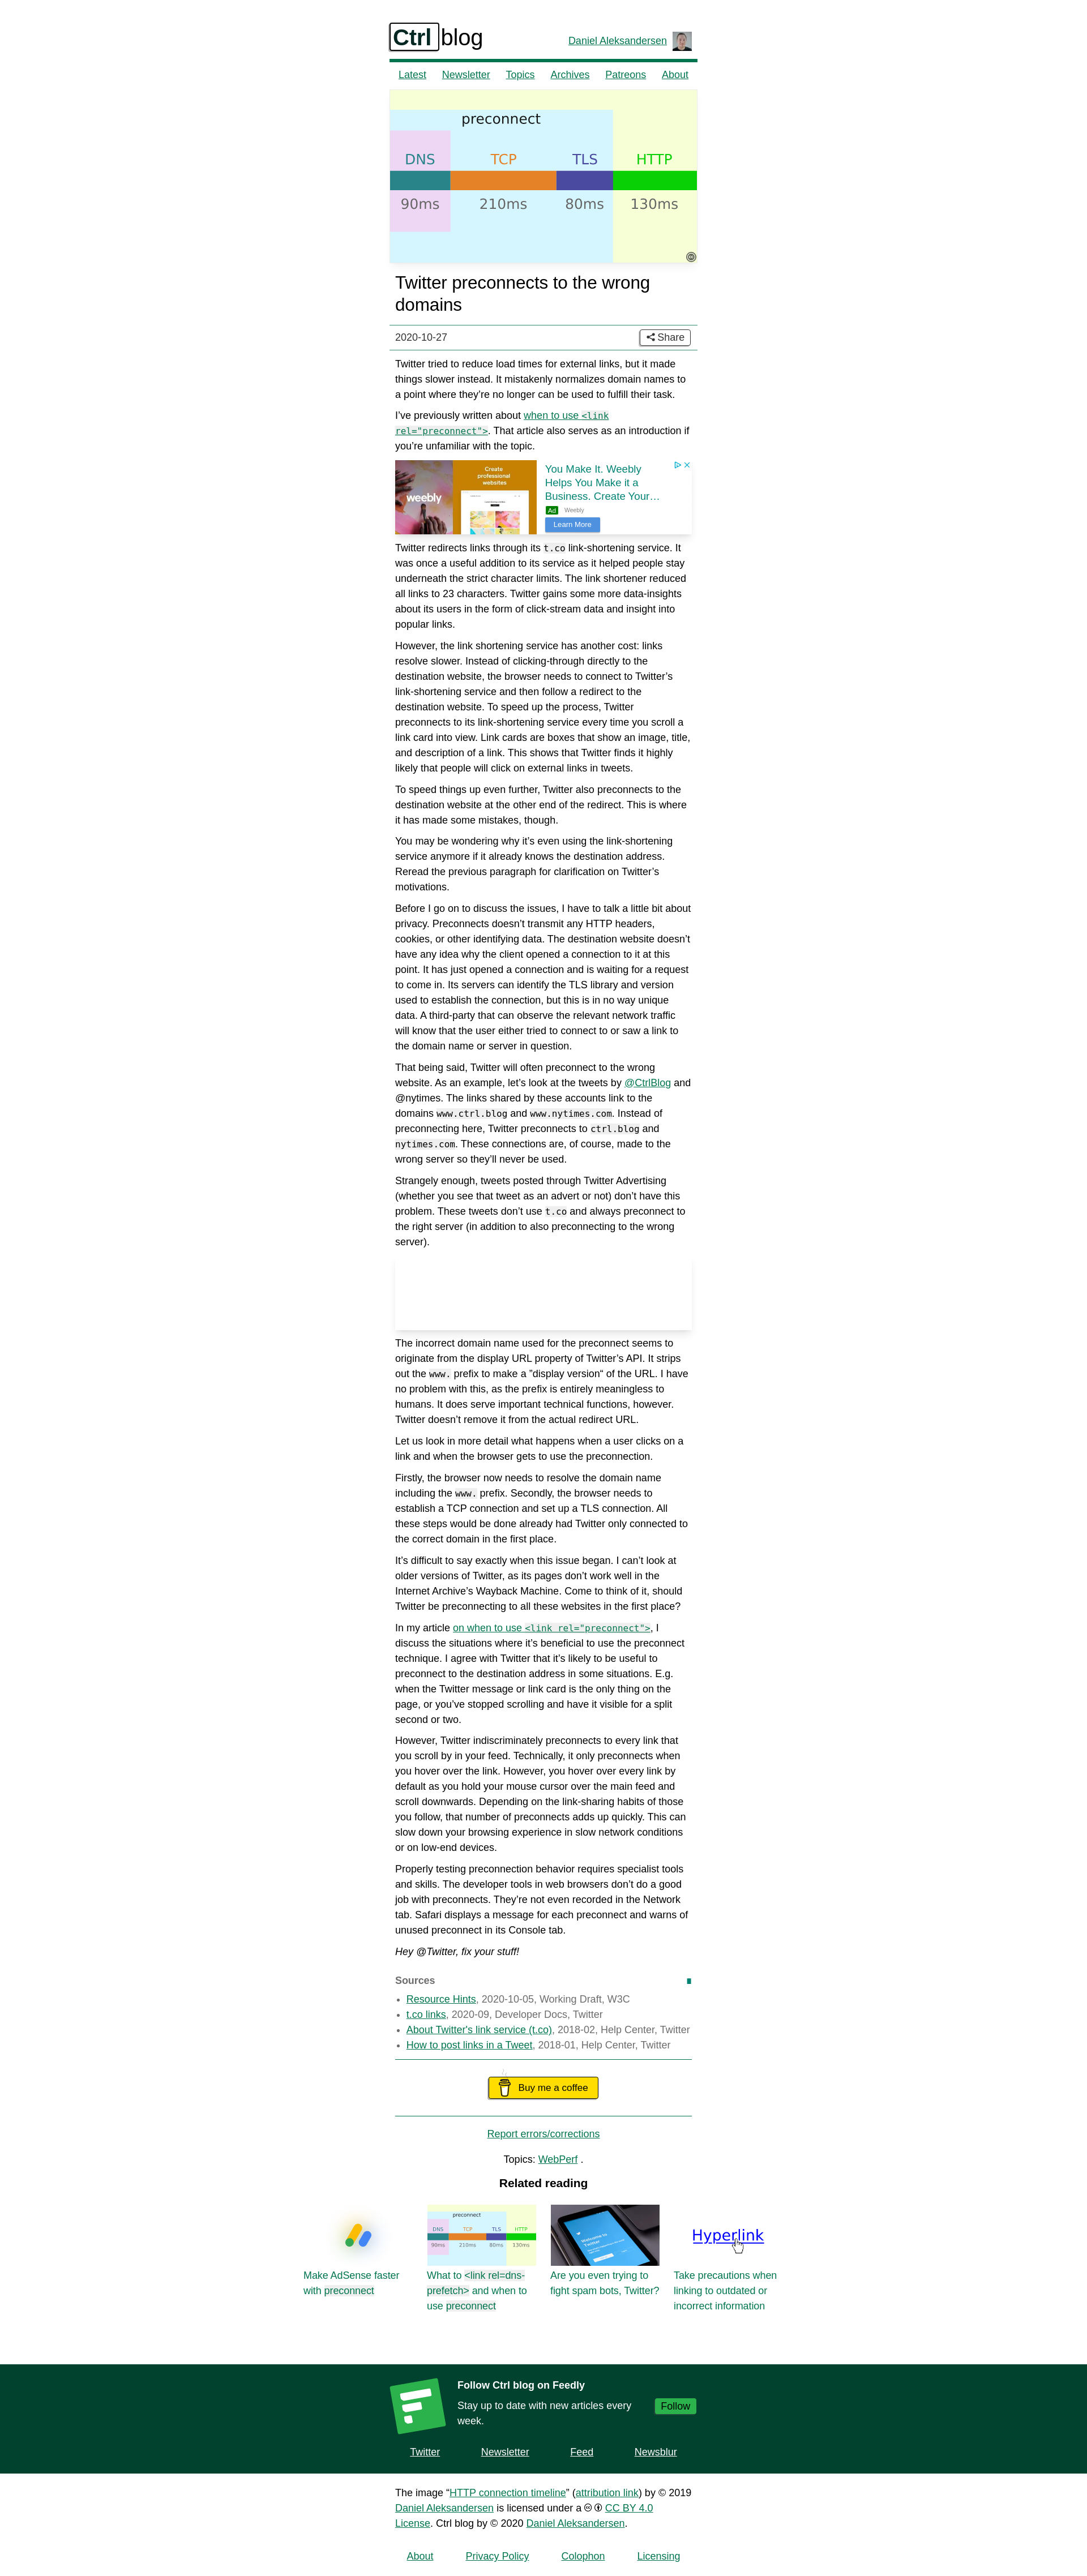 Ctrl blog
Daniel Aleksandersen
Latest Newsletter Topics Archives Patreons About
preconnect
DNS TCP TLS HTTP
90ms 210ms 80ms 130ms
Twitter preconnects to the wrong
domains
2020-10-27
Share
Twitter tried to reduce load times for external links, but it made
things slower instead. It mistakenly normalizes domain names to
a point where they’re no longer can be used to fulfill their task.
I’ve previously written about when to use <link
rel="preconnect">. That article also serves as an introduction if
you’re unfamiliar with the topic.
weebly
Create
professional
websites
You Make It. Weebly
Helps You Make it a
Business. Create Your…
Ad Weebly
Learn More
Twitter redirects links through its t.co link-shortening service. It
was once a useful addition to its service as it helped people stay
underneath the strict character limits. The link shortener reduced
all links to 23 characters. Twitter gains some more data-insights
about its users in the form of click-stream data and insight into
popular links.
However, the link shortening service has another cost: links
resolve slower. Instead of clicking-through directly to the
destination website, the browser needs to connect to Twitter’s
link-shortening service and then follow a redirect to the
destination website. To speed up the process, Twitter
preconnects to its link-shortening service every time you scroll a
link card into view. Link cards are boxes that show an image, title,
and description of a link. This shows that Twitter finds it highly
likely that people will click on external links in tweets.
To speed things up even further, Twitter also preconnects to the
destination website at the other end of the redirect. This is where
it has made some mistakes, though.
You may be wondering why it’s even using the link-shortening
service anymore if it already knows the destination address.
Reread the previous paragraph for clarification on Twitter’s
motivations.
Before I go on to discuss the issues, I have to talk a little bit about
privacy. Preconnects doesn’t transmit any HTTP headers,
cookies, or other identifying data. The destination website doesn’t
have any idea why the client opened a connection to it at this
point. It has just opened a connection and is waiting for a request
to come in. Its servers can identify the TLS library and version
used to establish the connection, but this is in no way unique
data. A third-party that can observe the relevant network traffic
will know that the user either tried to connect to or saw a link to
the domain name or server in question.
That being said, Twitter will often preconnect to the wrong
website. As an example, let’s look at the tweets by @CtrlBlog and
@nytimes. The links shared by these accounts link to the
domains www.ctrl.blog and www.nytimes.com. Instead of
preconnecting here, Twitter preconnects to ctrl.blog and
nytimes.com. These connections are, of course, made to the
wrong server so they’ll never be used.
Strangely enough, tweets posted through Twitter Advertising
(whether you see that tweet as an advert or not) don’t have this
problem. These tweets don’t use t.co and always preconnect to
the right server (in addition to also preconnecting to the wrong
server).
The incorrect domain name used for the preconnect seems to
originate from the display URL property of Twitter’s API. It strips
out the www. prefix to make a ”display version“ of the URL. I have
no problem with this, as the prefix is entirely meaningless to
humans. It does serve important technical functions, however.
Twitter doesn’t remove it from the actual redirect URL.
Let us look in more detail what happens when a user clicks on a
link and when the browser gets to use the preconnection.
Firstly, the browser now needs to resolve the domain name
including the www. prefix. Secondly, the browser needs to
establish a TCP connection and set up a TLS connection. All
these steps would be done already had Twitter only connected to
the correct domain in the first place.
It’s difficult to say exactly when this issue began. I can’t look at
older versions of Twitter, as its pages don’t work well in the
Internet Archive’s Wayback Machine. Come to think of it, should
Twitter be preconnecting to all these websites in the first place?
In my article on when to use <link rel="preconnect">, I
discuss the situations where it’s beneficial to use the preconnect
technique. I agree with Twitter that it’s likely to be useful to
preconnect to the destination address in some situations. E.g.
when the Twitter message or link card is the only thing on the
page, or you’ve stopped scrolling and have it visible for a split
second or two.
However, Twitter indiscriminately preconnects to every link that
you scroll by in your feed. Technically, it only preconnects when
you hover over the link. However, you hover over every link by
default as you hold your mouse cursor over the main feed and
scroll downwards. Depending on the link-sharing habits of those
you follow, that number of preconnects adds up quickly. This can
slow down your browsing experience in slow network conditions
or on low-end devices.
Properly testing preconnection behavior requires specialist tools
and skills. The developer tools in web browsers don’t do a good
job with preconnects. They’re not even recorded in the Network
tab. Safari displays a message for each preconnect and warns of
unused preconnect in its Console tab.
Hey @Twitter, fix your stuff!
Sources
• Resource Hints, 2020-10-05, Working Draft, W3C
• t.co links, 2020-09, Developer Docs, Twitter
• About Twitter's link service (t.co), 2018-02, Help Center, Twitter
• How to post links in a Tweet, 2018-01, Help Center, Twitter
Buy me a coffee
Report errors/corrections
Topics: WebPerf .
Related reading
preconnect
DNS TCP TLS HTTP
90ms 210ms 80ms 130ms
Hyperlink
Make AdSense faster
with preconnect
What to <link rel=dns-
prefetch> and when to
use preconnect
Are you even trying to
fight spam bots, Twitter?
Take precautions when
linking to outdated or
incorrect information
Follow Ctrl blog on Feedly
Stay up to date with new articles every
week.
Follow
Twitter Newsletter Feed Newsblur
The image “HTTP connection timeline” (attribution link) by © 2019
Daniel Aleksandersen is licensed under a CC BY 4.0
License. Ctrl blog by © 2020 Daniel Aleksandersen.
About Privacy Policy Colophon Licensing